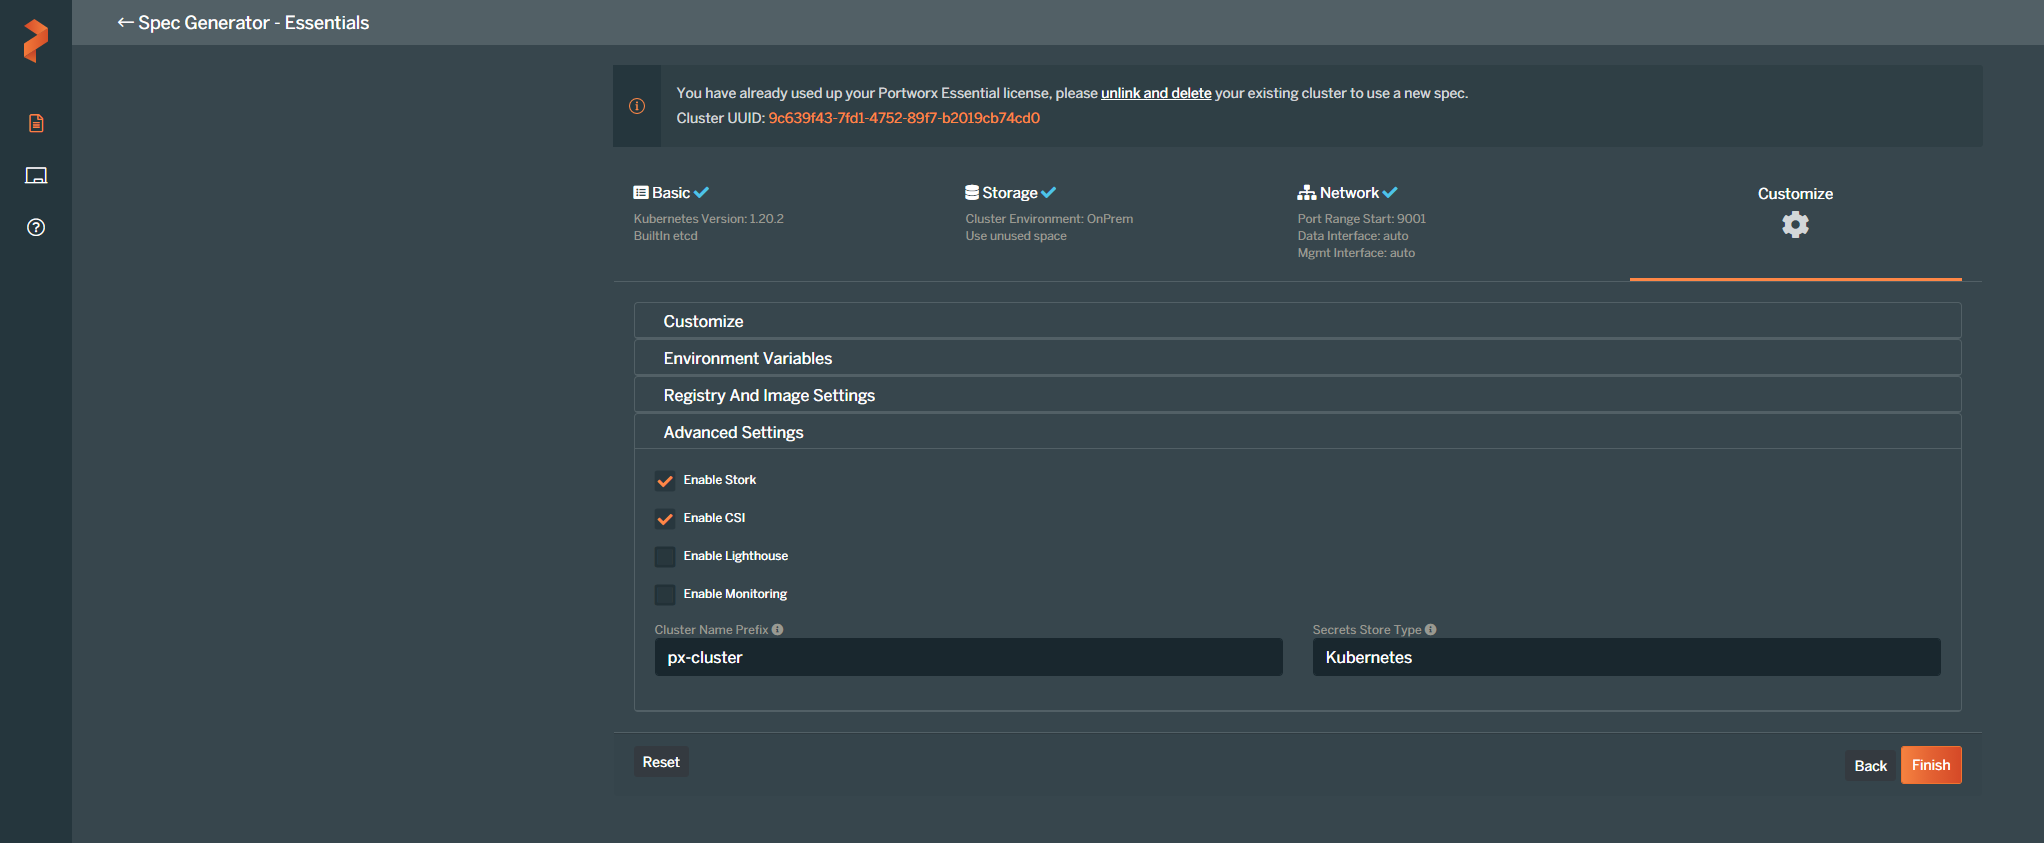 Spec Generator - Essentials
You have already used up your Portworx Essential license, please unlink and delete your existing cluster to use a new spec.
Cluster UUID: 9c639f43-7fd1-4752-89f7-b2019cb74cd0
Basic
Kubernetes Version: 1.20.2
BuiltIn etcd
Storage
Cluster Environment: OnPrem
Use unused space
Network
Port Range Start: 9001
Data Interface: auto
Mgmt Interface: auto
Customize
Customize
Environment Variables
Registry And Image Settings
Advanced Settings
Enable Stork
Enable CSI
Enable Lighthouse
Enable Monitoring
Cluster Name Prefix
px-cluster
Secrets Store Type
Kubernetes
Reset
Back
Finish